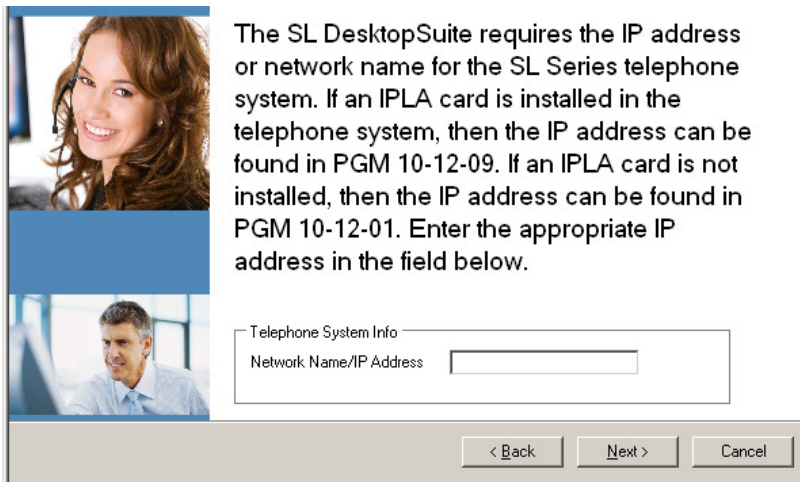 The SL DesktopSuite requires the IP address
or network name for the SL Series telephone
system. If an IPLA card is installed in the
telephone system, then the IP address can be
found in PGM 10-12-09. If an IPLA card is not
installed, then the IP address can be found in
PGM 10-12-01. Enter the appropriate IP
address in the field below.
Telephone System Info
Network Name/IP Address
< Back Next > Cancel